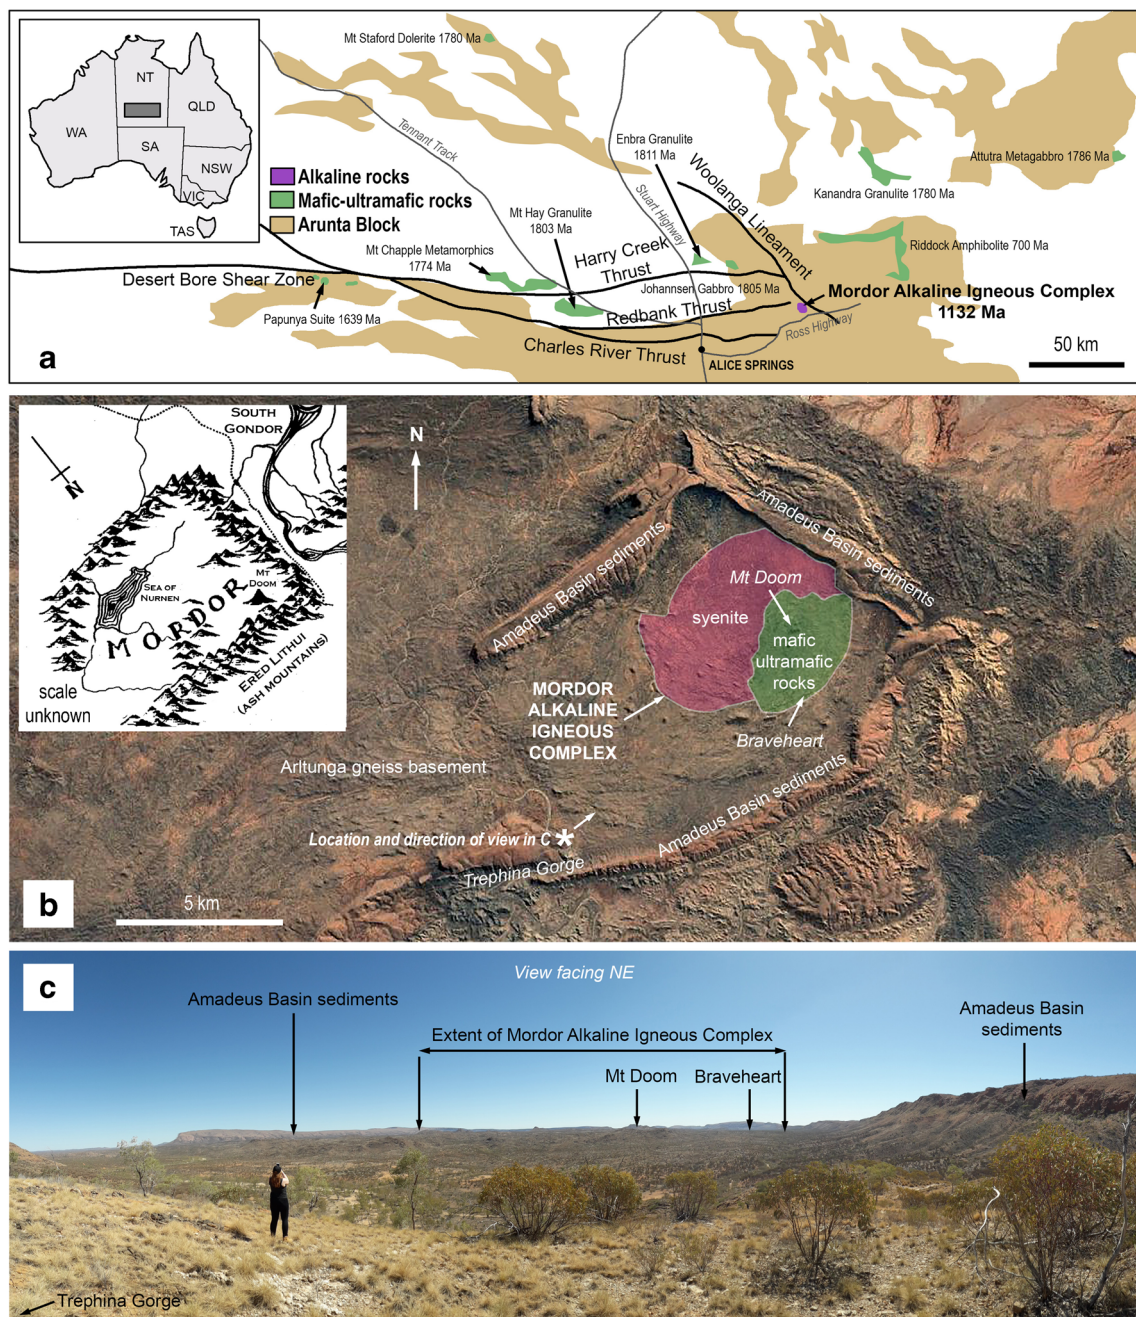 a
NT
WA
QLD
SA
NSW
VIC
TAS
Alkaline rocks
Mafic-ultramafic rocks
Arunta Block
Mt Staford Dolerite 1780 Ma
Tennant Track
Enbra Granulite
1811 Ma
Stuart Highway
Woolanga Lineament
Attutra Metagabbro 1786 Ma
Kanandra Granulite 1780 Ma
Mt Hay Granulite
1803 Ma
Mt Chapple Metamorphics
1774 Ma
Harry Creek
Thrust
Riddock Amphibolite 700 Ma
Desert Bore Shear Zone
Johannsen Gabbro 1805 Ma
Papunya Suite 1639 Ma
Redbank Thrust
Mordor Alkaline Igneous Complex
1132 Ma
Ross Highway
Charles River Thrust
ALICE SPRINGS
50 km
b
SOUTH
GONDOR
N
SEA OF
NURNEN
MT
DOOM
MORDOR
ERED LITHUI
(ASH MOUNTAINS)
scale
unknown
N
Amadeus Basin sediments
Amadeus Basin sediments
Mt Doom
syenite
mafic
ultramafic
rocks
MORDOR
ALKALINE
IGNEOUS
COMPLEX
Braveheart
Arltunga gneiss basement
Amadeus Basin sediments
Location and direction of view in C *
Trephina Gorge
5 km
c
View facing NE
Amadeus Basin sediments
Extent of Mordor Alkaline Igneous Complex
Amadeus Basin
sediments
Mt Doom
Braveheart
Trephina Gorge